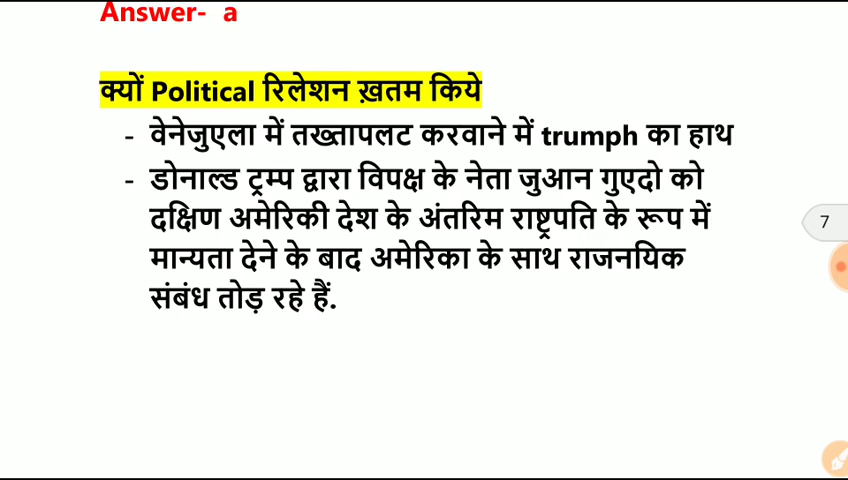 Answer- a
क्यों Political रिलेशन ख़तम किये
- वेनेजुएला में तख्तापलट करवाने में trumph का हाथ
- डोनाल्ड ट्रम्प द्वारा विपक्ष के नेता जुआन गुएदो को
दक्षिण अमेरिकी देश के अंतरिम राष्ट्रपति के रूप में
मान्यता देने के बाद अमेरिका के साथ राजनयिक
संबंध तोड़ रहे हैं.
7